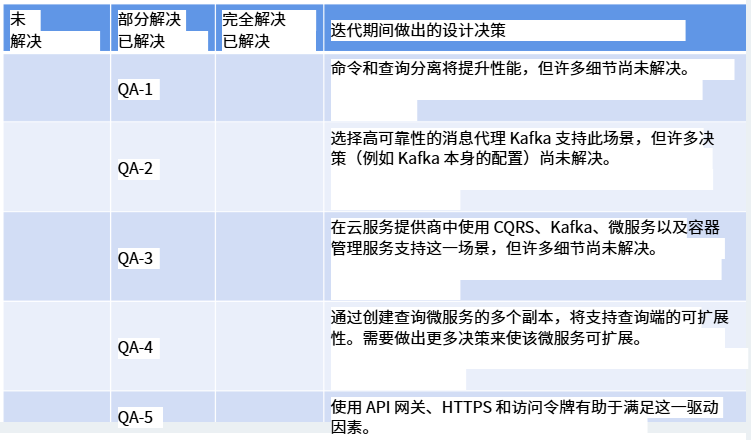 未
解决
部分解决
已解决
完全解决
已解决
迭代期间做出的设计决策
QA-1
命令和查询分离将提升性能，但许多细节尚未解决。
QA-2
选择高可靠性的消息代理 Kafka 支持此场景，但许多决
策（例如 Kafka 本身的配置）尚未解决。
QA-3
在云服务提供商中使用 CQRS、Kafka、微服务以及容器
管理服务支持这一场景，但许多细节尚未解决。
QA-4
通过创建查询微服务的多个副本，将支持查询端的可扩展
性。需要做出更多决策来使该微服务可扩展。
QA-5
使用 API 网关、HTTPS 和访问令牌有助于满足这一驱动
因素。